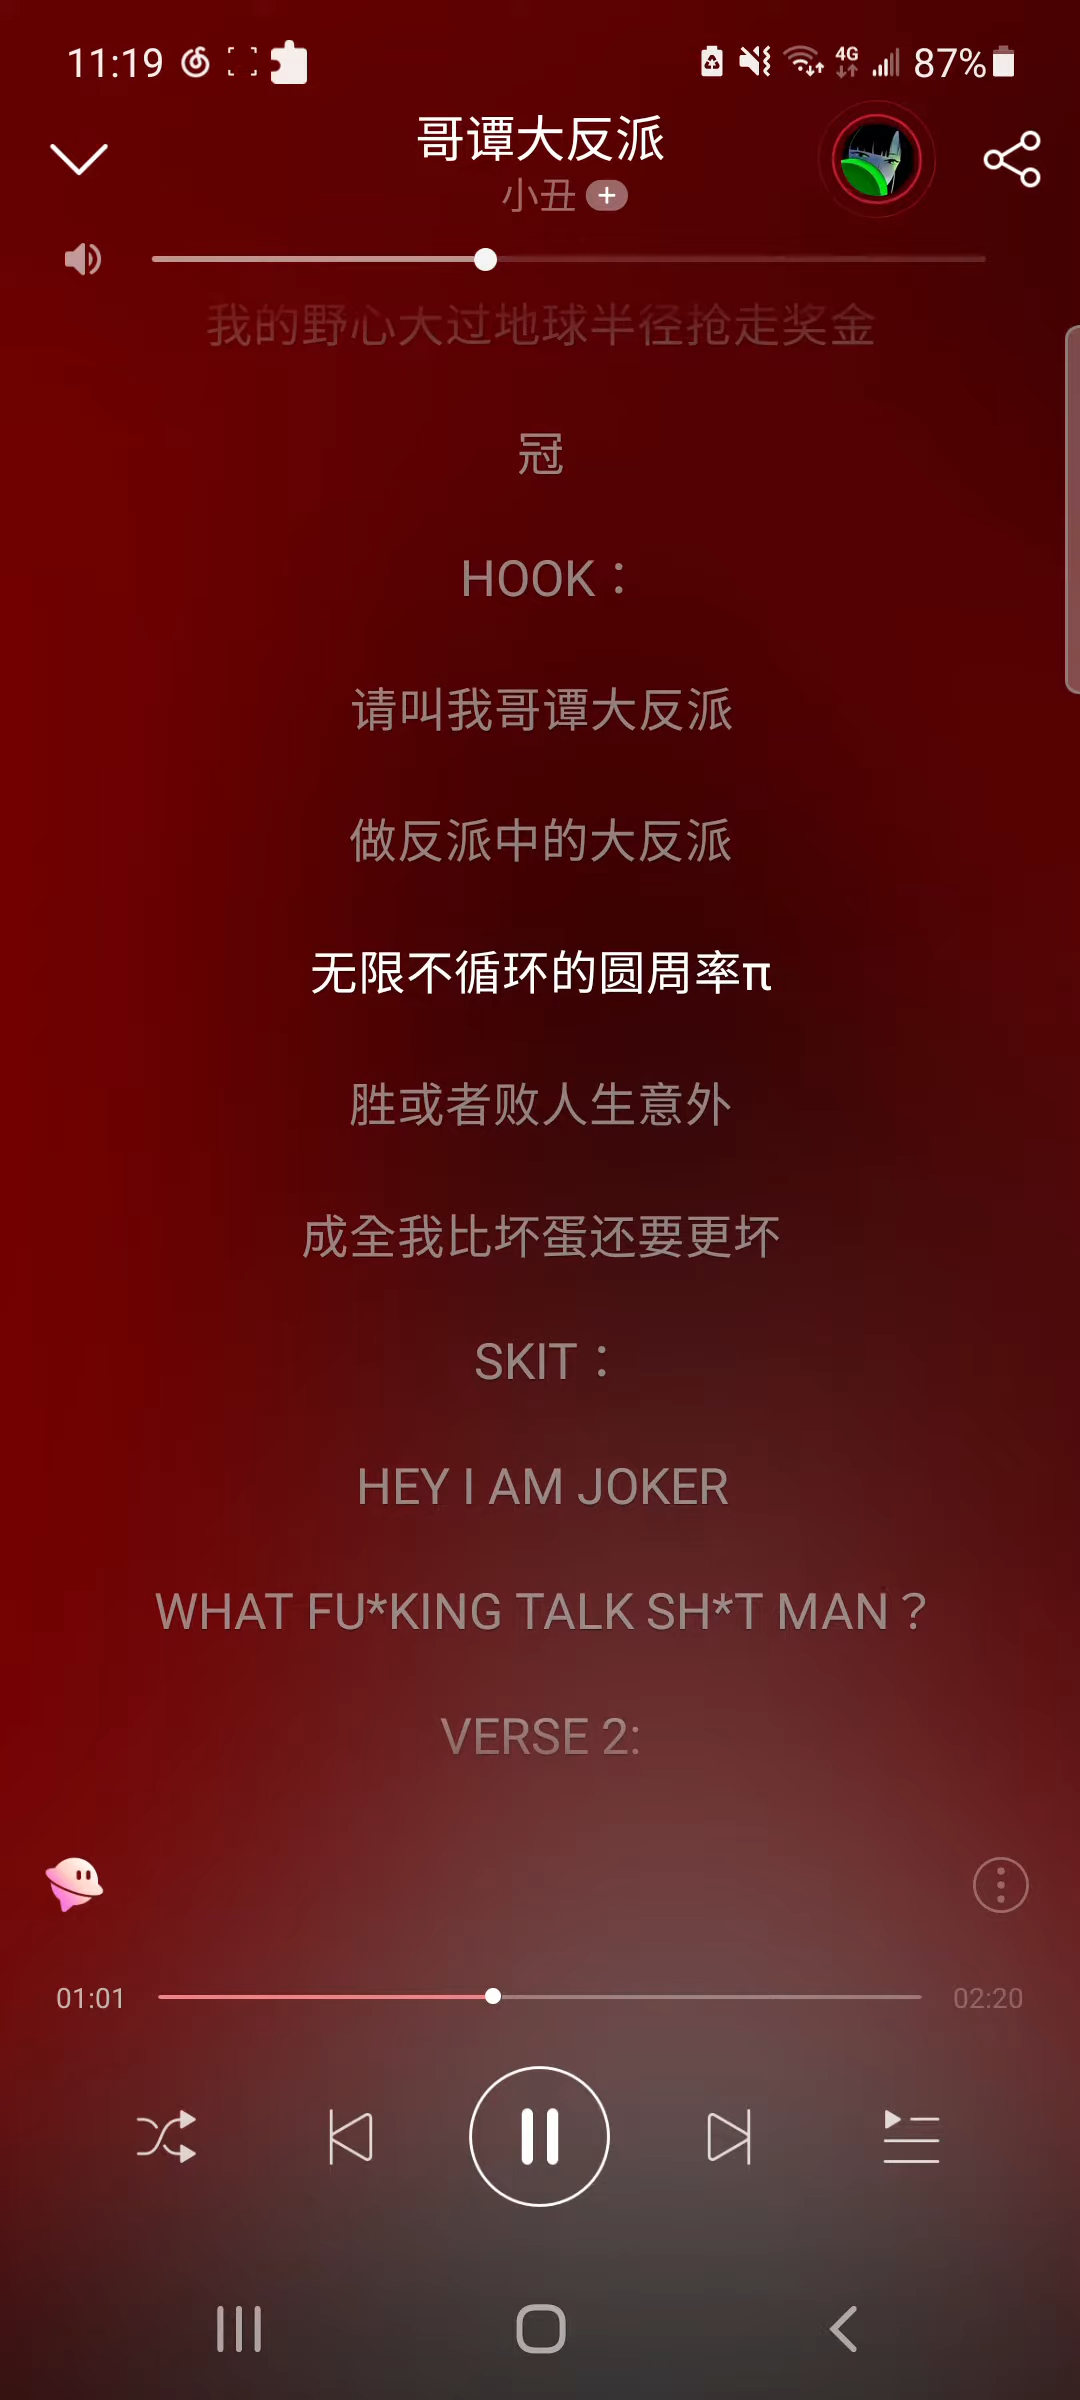 11:19
4G
87%
哥谭大反派
小丑
我的野心大过地球半径抢走奖金
冠
HOOK：
请叫我哥谭大反派
做反派中的大反派
无限不循环的圆周率π
胜或者败人生意外
成全我比坏蛋还要更坏
SKIT：
HEY I AM JOKER
WHAT FU*KING TALK SH*T MAN？
VERSE 2:
01:01
02:20